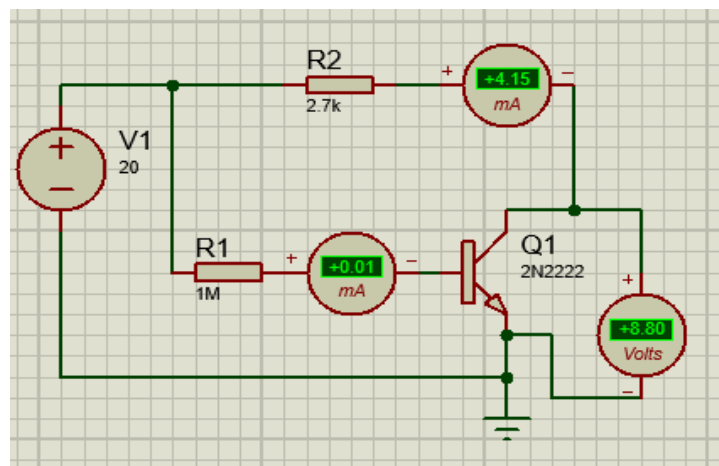 R2
2.7k
+ +4.15 −
mA
V1
20
+
−
R1
1M
+ +0.01 −
mA
Q1
2N2222
+
+8.80
Volts
−